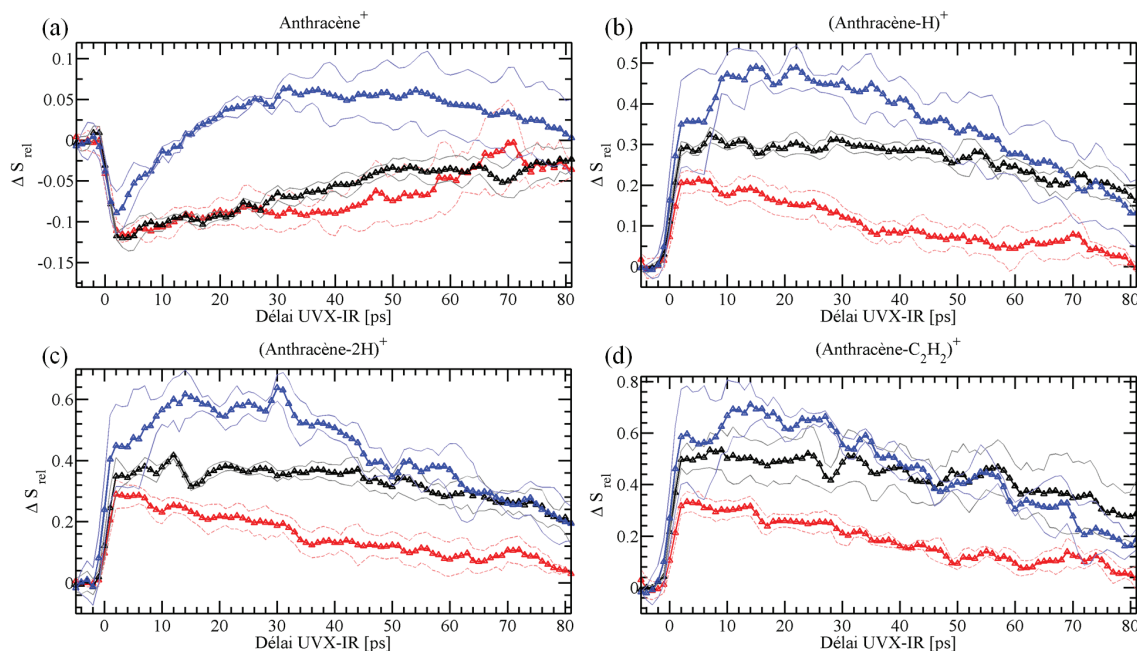 (a) Anthracène⁺
0.1
0.05
0
-0.05
-0.1
-0.15
Δ S rel
0 10 20 30 40 50 60 70 80
Délai UVX-IR [ps]
(b) (Anthracène-H)⁺
0.5
0.4
0.3
0.2
0.1
0
Δ S rel
0 10 20 30 40 50 60 70 80
Délai UVX-IR [ps]
(c) (Anthracène-2H)⁺
0.6
0.4
0.2
0
Δ S rel
0 10 20 30 40 50 60 70 80
Délai UVX-IR [ps]
(d) (Anthracène-C₂H₂)⁺
0.8
0.6
0.4
0.2
0
Δ S rel
0 10 20 30 40 50 60 70 80
Délai UVX-IR [ps]